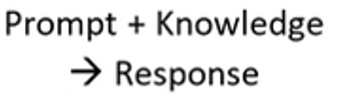 Prompt + Knowledge
→ Response